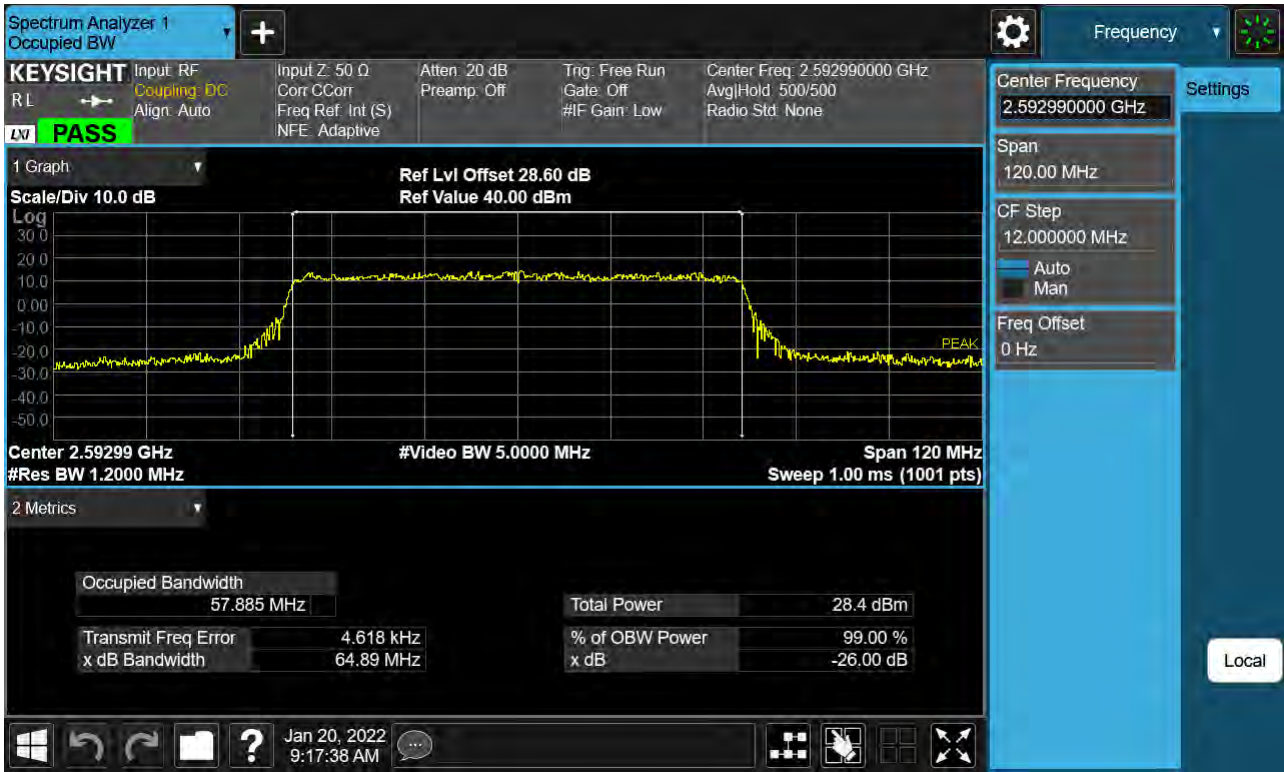 Spectrum Analyzer 1
Occupied BW
+
Frequency
KEYSIGHT
R L
LXI
PASS
Input: RF
Coupling: DC
Align: Auto
Input Z: 50 Ω
Corr CCorr
Freq Ref: Int (S)
NFE: Adaptive
Atten: 20 dB
Preamp: Off
Trig: Free Run
Gate: Off
#IF Gain: Low
Center Freq: 2.592990000 GHz
Avg|Hold: 500/500
Radio Std: None
Center Frequency
2.592990000 GHz
Settings
Span
120.00 MHz
CF Step
12.000000 MHz
Auto
Man
Freq Offset
0 Hz
Local
1 Graph
Scale/Div 10.0 dB
Ref Lvl Offset 28.60 dB
Ref Value 40.00 dBm
Log
30.0
20.0
10.0
0.00
-10.0
-20.0
-30.0
-40.0
-50.0
PEAK
Center 2.59299 GHz
#Video BW 5.0000 MHz
Span 120 MHz
#Res BW 1.2000 MHz
Sweep 1.00 ms (1001 pts)
2 Metrics
Occupied Bandwidth
57.885 MHz
Total Power 28.4 dBm
Transmit Freq Error 4.618 kHz
% of OBW Power 99.00 %
x dB Bandwidth 64.89 MHz
x dB -26.00 dB
?
Jan 20, 2022
9:17:38 AM